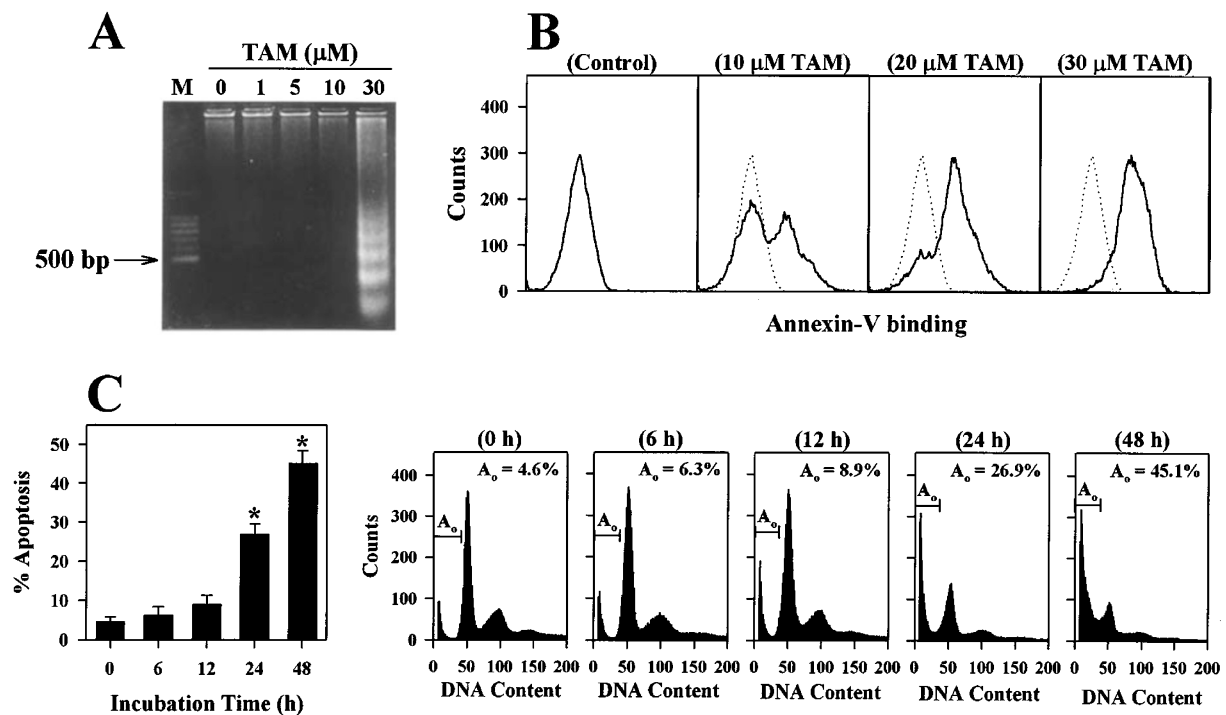 A
TAM (µM)
M 0 1 5 10 30
500 bp
B
(Control) (10 µM TAM) (20 µM TAM) (30 µM TAM)
400
300
200
100
0
Counts
Annexin-V binding
C
50
40
30
20
10
0
% Apoptosis
* *
0 6 12 24 48
Incubation Time (h)
(0 h) (6 h) (12 h) (24 h) (48 h)
Ao = 4.6% Ao = 6.3% Ao = 8.9% Ao = 26.9% Ao = 45.1%
Ao Ao Ao Ao Ao
400
300
200
100
0
Counts
0 50 100 150 200 0 50 100 150 200 0 50 100 150 200 0 50 100 150 200 0 50 100 150 200
DNA Content DNA Content DNA Content DNA Content DNA Content